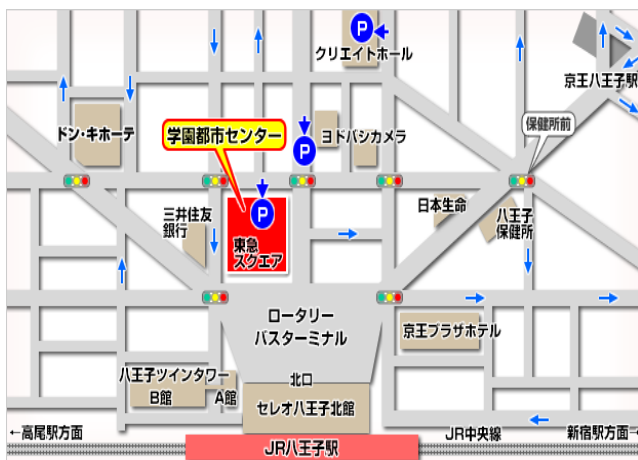 P
クリエイトホール
京王八王子駅
ドン・キホーテ
学園都市センター
ヨドバシカメラ
保健所前
P
P
三井住友
銀行
東急
スクエア
日本生命
八王子
保健所
ロータリー
バスターミナル
京王プラザホテル
八王子ツインタワー
B館
A館
北口
セレオ八王子北館
←高尾駅方面
JR八王子駅
JR中央線
新宿駅方面→